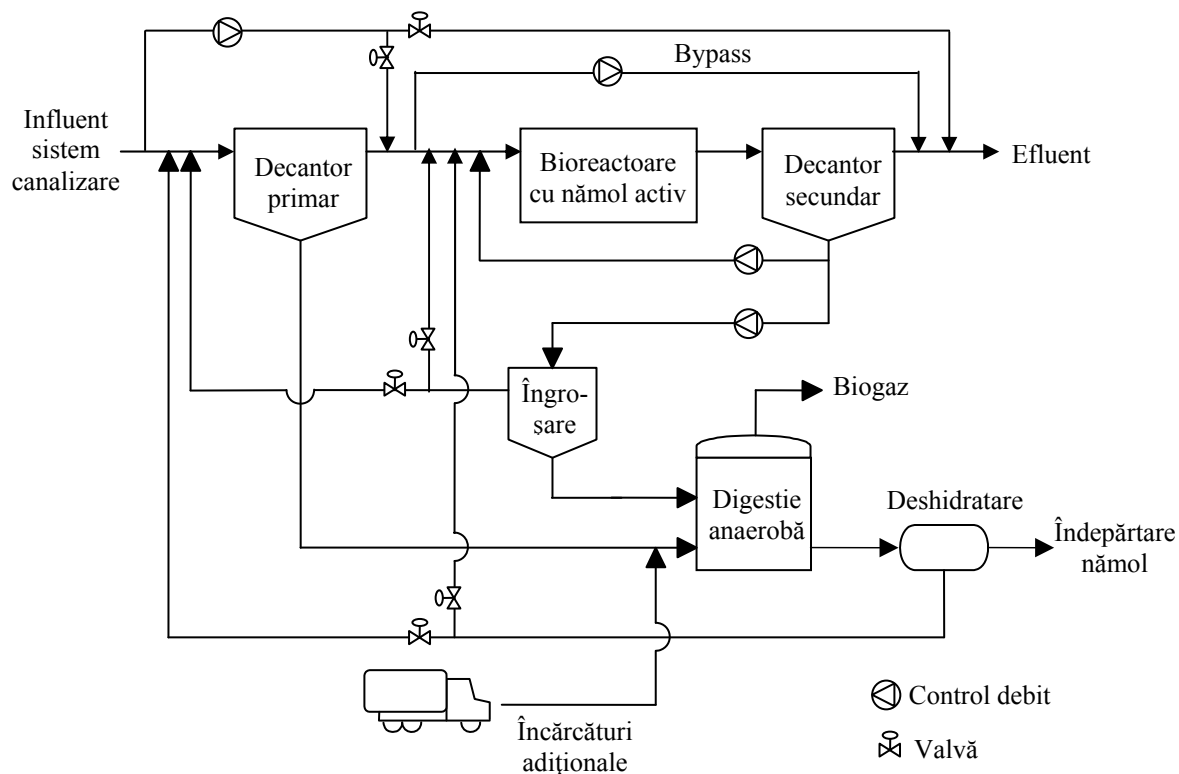 Bypass
Influent
sistem
canalizare
Decantor
primar
Bioreactoare
cu nămol activ
Decantor
secundar
Efluent
Îngro-
șare
Biogaz
Digestie
anaerobă
Deshidratare
Îndepărtare
nămol
Încărcături
adiționale
Control debit
Valvă